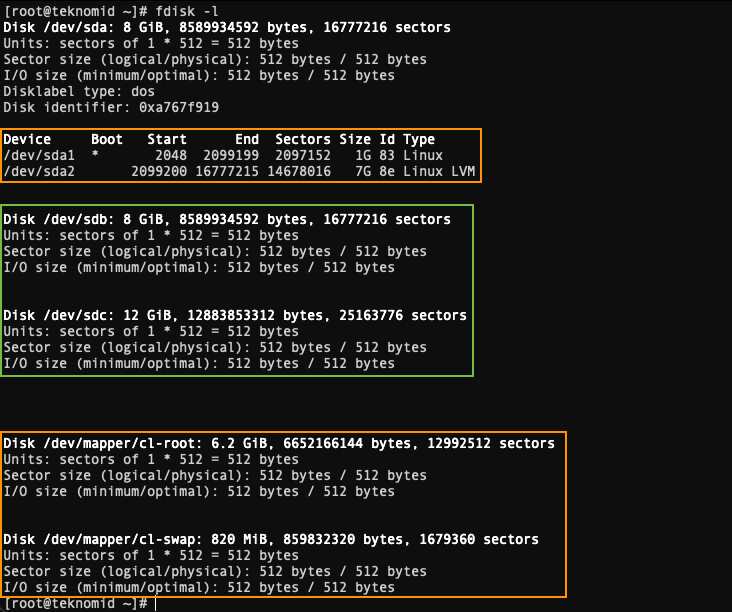 [root@teknomid ~]# fdisk -l
Disk /dev/sda: 8 GiB, 8589934592 bytes, 16777216 sectors
Units: sectors of 1 * 512 = 512 bytes
Sector size (logical/physical): 512 bytes / 512 bytes
I/O size (minimum/optimal): 512 bytes / 512 bytes
Disklabel type: dos
Disk identifier: 0xa767f919
Device     Boot   Start      End  Sectors Size Id Type
/dev/sda1  *       2048  2099199  2097152   1G 83 Linux
/dev/sda2       2099200 16777215 14678016   7G 8e Linux LVM
Disk /dev/sdb: 8 GiB, 8589934592 bytes, 16777216 sectors
Units: sectors of 1 * 512 = 512 bytes
Sector size (logical/physical): 512 bytes / 512 bytes
I/O size (minimum/optimal): 512 bytes / 512 bytes
Disk /dev/sdc: 12 GiB, 12883853312 bytes, 25163776 sectors
Units: sectors of 1 * 512 = 512 bytes
Sector size (logical/physical): 512 bytes / 512 bytes
I/O size (minimum/optimal): 512 bytes / 512 bytes
Disk /dev/mapper/cl-root: 6.2 GiB, 6652166144 bytes, 12992512 sectors
Units: sectors of 1 * 512 = 512 bytes
Sector size (logical/physical): 512 bytes / 512 bytes
I/O size (minimum/optimal): 512 bytes / 512 bytes
Disk /dev/mapper/cl-swap: 820 MiB, 859832320 bytes, 1679360 sectors
Units: sectors of 1 * 512 = 512 bytes
Sector size (logical/physical): 512 bytes / 512 bytes
I/O size (minimum/optimal): 512 bytes / 512 bytes
[root@teknomid ~]#